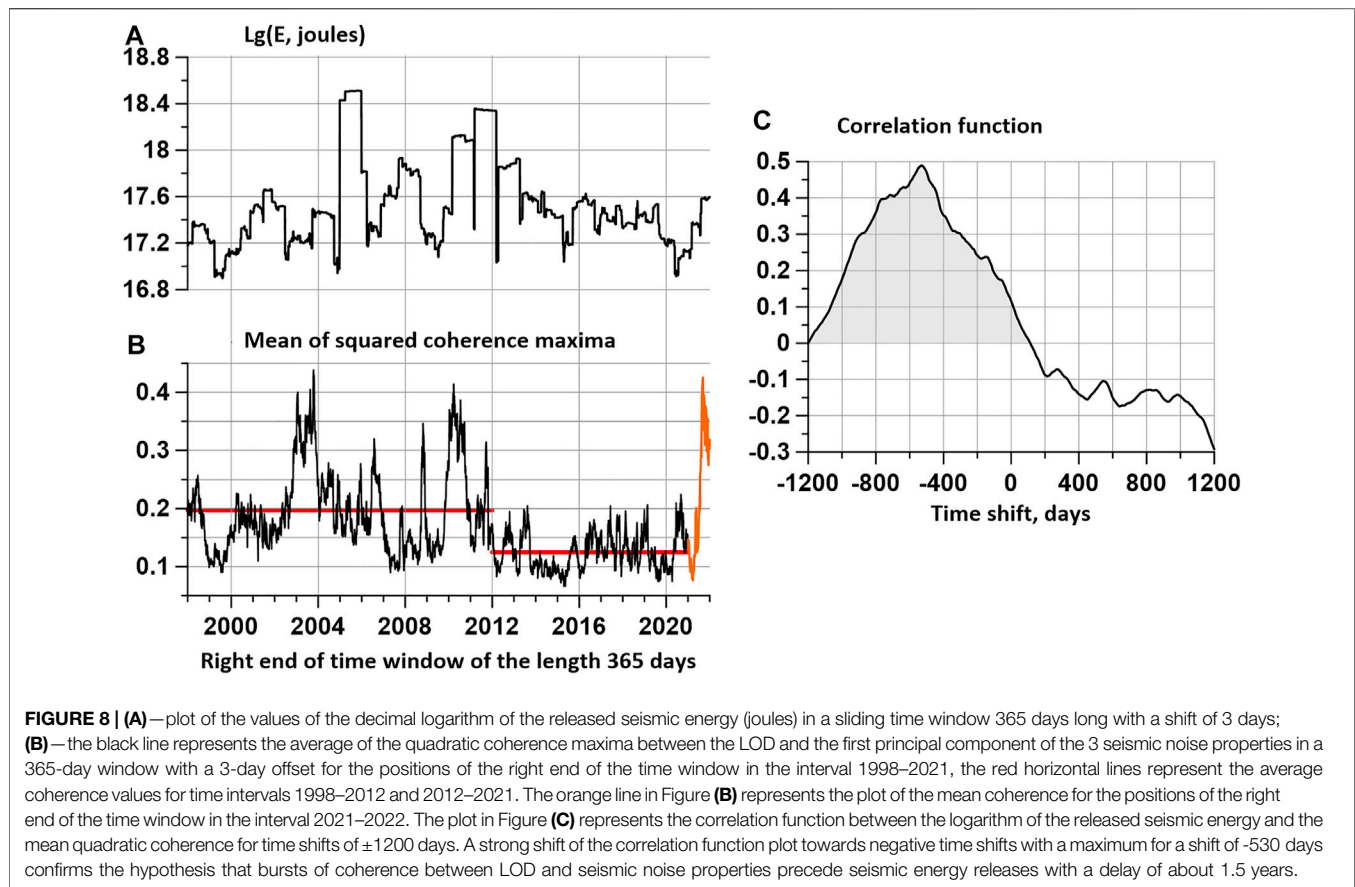 A
Lg(E, joules)
18.8
18.4
18
17.6
17.2
16.8
B
Mean of squared coherence maxima
0.4
0.3
0.2
0.1
2000 2004 2008 2012 2016 2020
Right end of time window of the length 365 days
C
Correlation function
0.5
0.4
0.3
0.2
0.1
0
-0.1
-0.2
-0.3
-1200 -800 -400 0 400 800 1200
Time shift, days
FIGURE 8 | (A)—plot of the values of the decimal logarithm of the released seismic energy (joules) in a sliding time window 365 days long with a shift of 3 days;
(B)—the black line represents the average of the quadratic coherence maxima between the LOD and the first principal component of the 3 seismic noise properties in a
365-day window with a 3-day offset for the positions of the right end of the time window in the interval 1998–2021, the red horizontal lines represent the average
coherence values for time intervals 1998–2012 and 2012–2021. The orange line in Figure (B) represents the plot of the mean coherence for the positions of the right
end of the time window in the interval 2021–2022. The plot in Figure (C) represents the correlation function between the logarithm of the released seismic energy and the
mean quadratic coherence for time shifts of ±1200 days. A strong shift of the correlation function plot towards negative time shifts with a maximum for a shift of -530 days
confirms the hypothesis that bursts of coherence between LOD and seismic noise properties precede seismic energy releases with a delay of about 1.5 years.